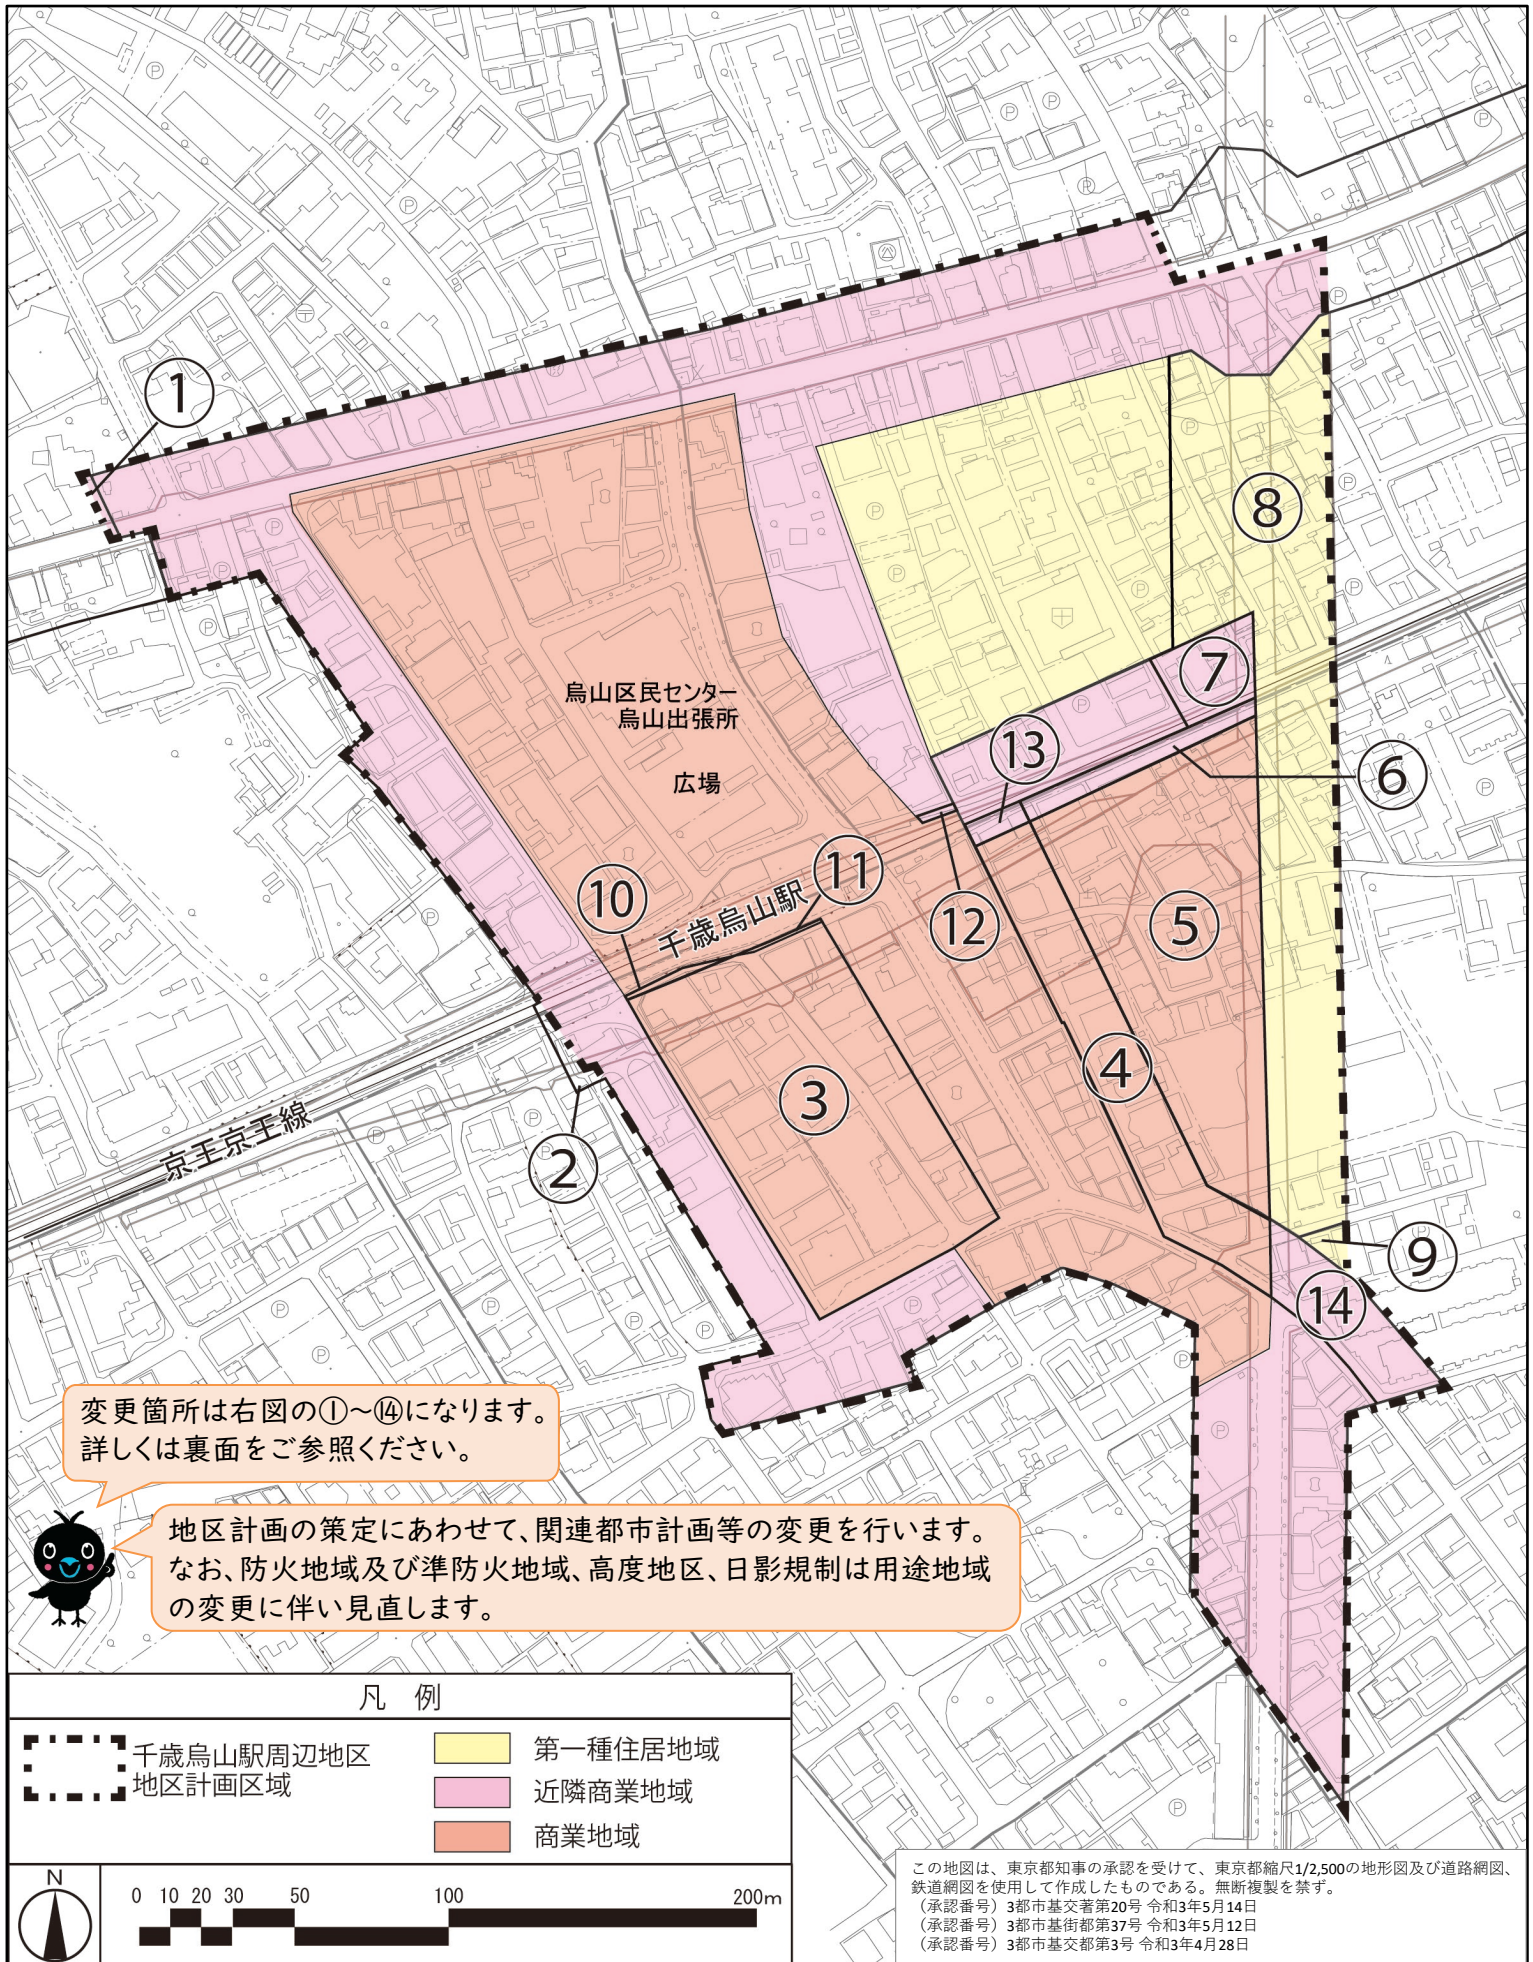 ①
⑧
烏山区民センター
烏山出張所
⑦
⑬
広場
⑥
⑪
⑩
千歳烏山駅
⑫
⑤
④
③
京王京王線
②
⑨
⑭
変更箇所は右図の①~⑭になります。
詳しくは裏面をご参照ください。
地区計画の策定にあわせて、関連都市計画等の変更を行います。
なお、防火地域及び準防火地域、高度地区、日影規制は用途地域
の変更に伴い見直します。
凡 例
千歳烏山駅周辺地区
地区計画区域
第一種住居地域
近隣商業地域
商業地域
N
0 10 20 30 50 100 200m
この地図は、東京都知事の承認を受けて、東京都縮尺1/2,500の地形図及び道路網図、
鉄道網図を使用して作成したものである。無断複製を禁ず。
(承認番号) 3都市基交著第20号 令和3年5月14日
(承認番号) 3都市基街都第37号 令和3年5月12日
(承認番号) 3都市基交都第3号 令和3年4月28日